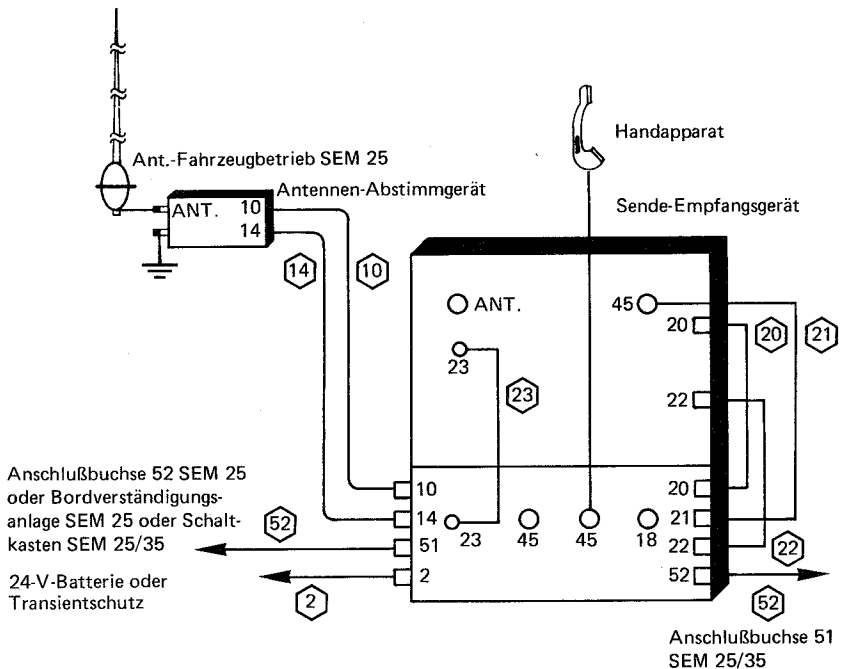 Handapparat
Ant.-Fahrzeugbetrieb SEM 25
Antennen-Abstimmgerät
ANT. 10
14
Sende-Empfangsgerät
14
10
ANT.
45
20
20
21
23
23
22
Anschlußbuchse 52 SEM 25
oder Bordverständigungs-
anlage SEM 25 oder Schalt-
kasten SEM 25/35
52
10
20
14
23
45
45
18
21
51
22
22
24-V-Batterie oder
Transientschutz
2
2
52
52
Anschlußbuchse 51
SEM 25/35